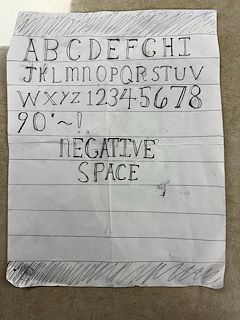 ABCDEFGHI
JKLMNOPQRSTUV
WXYZ12345678
90'~!.
NEGATIVE
SPACE